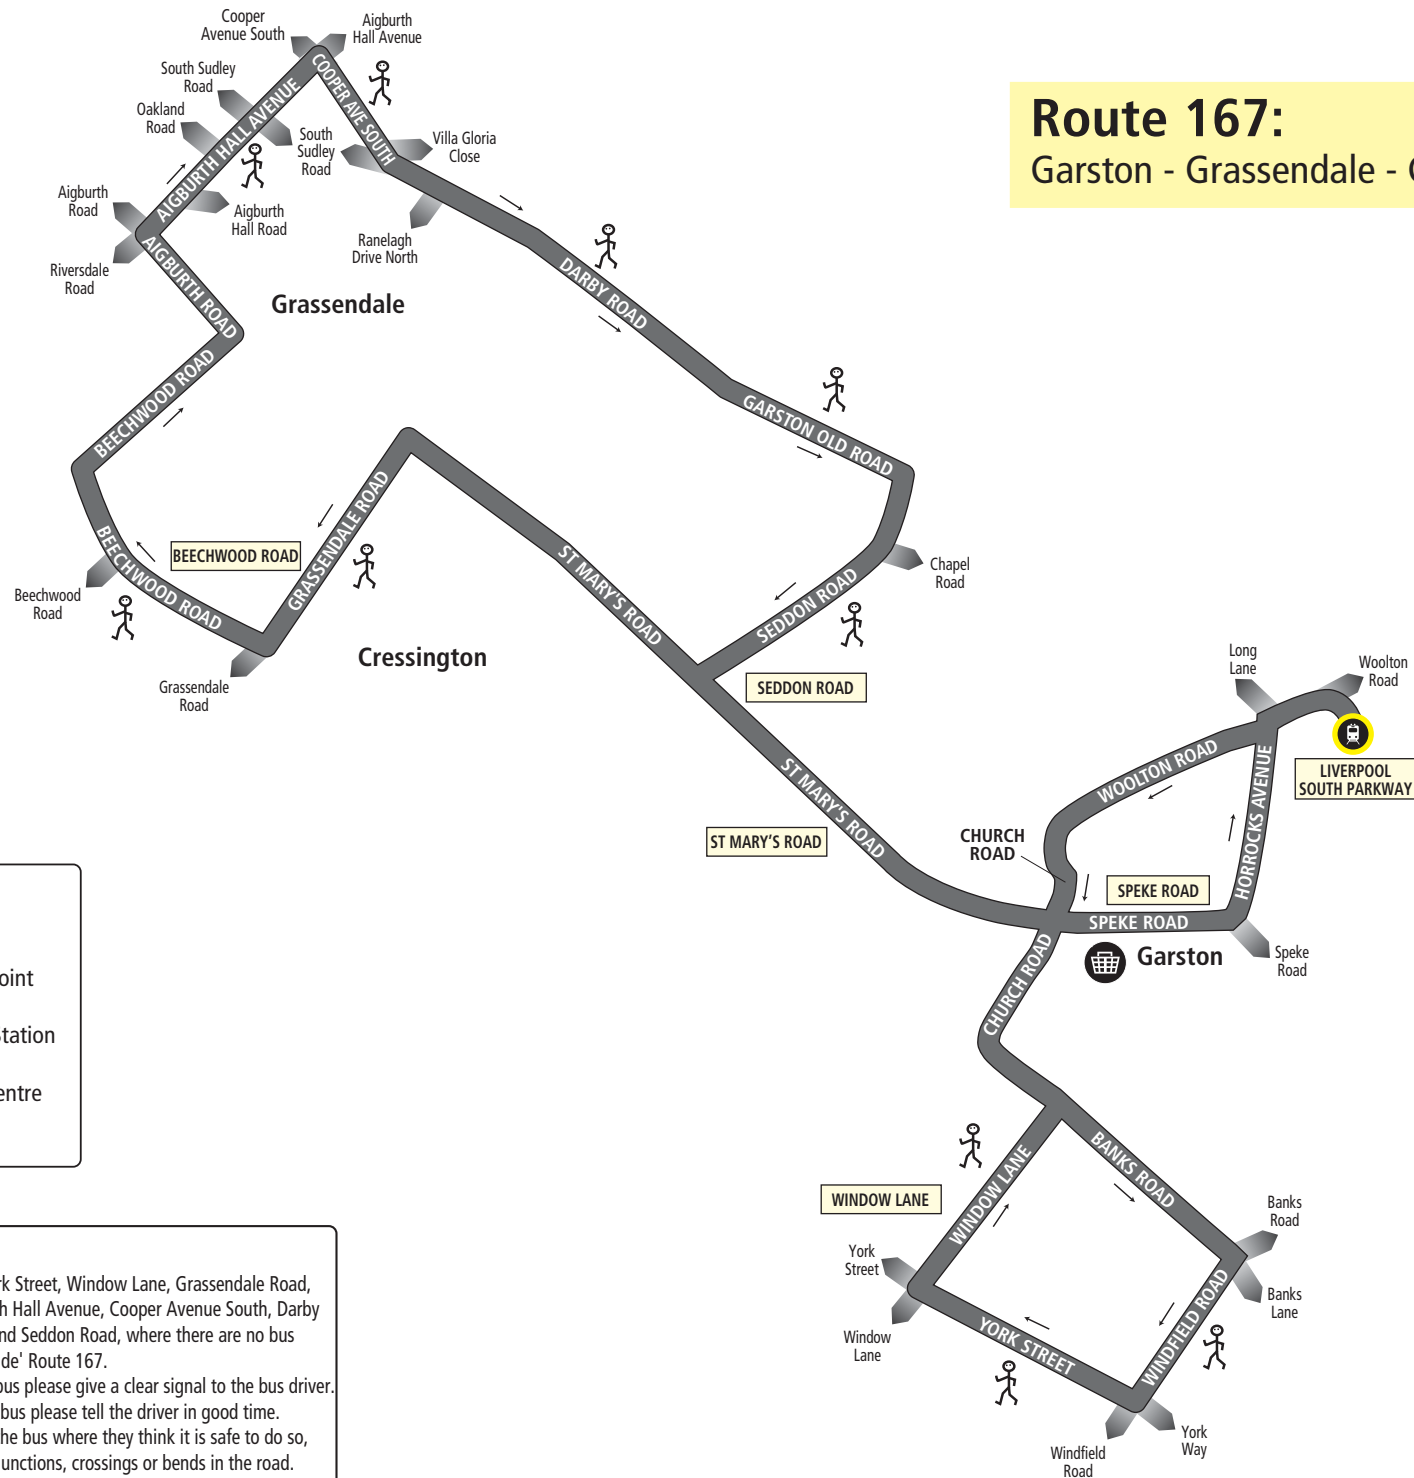 Cooper
Avenue South
Aigburth
Hall Avenue
South Sudley
Road
Oakland
Road
COOPER AVE SOUTH
AIGBURTH HALL AVENUE
South
Sudley
Road
Villa Gloria
Close
Aigburth
Road
Aigburth
Hall Road
Riversdale
Road
Ranelagh
Drive North
AIGBURTH ROAD
Grassendale
DARBY ROAD
Route 167:
Garston - Grassendale -
BEECHWOOD ROAD
GARSTON OLD ROAD
GRASSENDALE ROAD
BEECHWOOD ROAD
BEECHWOOD ROAD
Beechwood
Road
ST MARY'S ROAD
SEDDON ROAD
Chapel
Road
Cressington
Grassendale
Road
SEDDON ROAD
Long
Lane
Woolton
Road
WOOLTON ROAD
LIVERPOOL
SOUTH PARKWAY
ST MARY'S ROAD
ST MARY'S ROAD
CHURCH
ROAD
HORROCKS AVENUE
SPEKE ROAD
SPEKE ROAD
Garston
Speke
Road
CHURCH ROAD
oint
Station
entre
WINDOW LANE
BANKS ROAD
WINDOW LANE
Banks
Road
York
Street
Banks
Lane
WINDFIELD ROAD
Window
Lane
YORK STREET
York
Way
Windfield
Road
rk Street, Window Lane, Grassendale Road,
h Hall Avenue, Cooper Avenue South, Darby
nd Seddon Road, where there are no bus
de' Route 167.
bus please give a clear signal to the bus driver.
bus please tell the driver in good time.
he bus where they think it is safe to do so,
unctions, crossings or bends in the road.